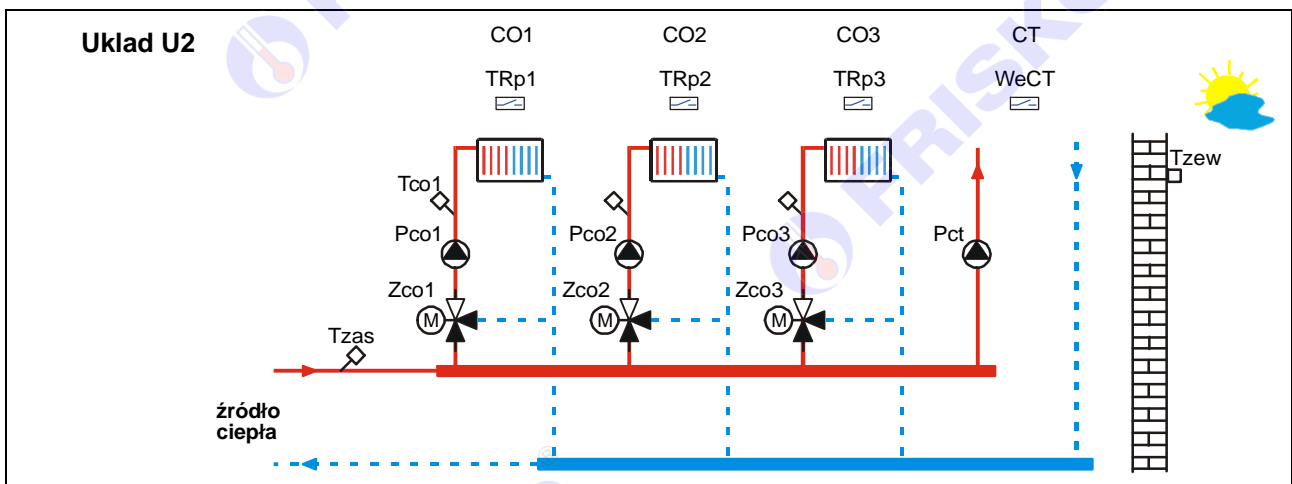 Uklad U2
CO1 CO2 CO3 CT
TRp1 TRp2 TRp3 WeCT
Tzew
Tco1
Pco1 Pco2 Pco3 Pct
Zco1 Zco2 Zco3
M M M
Tzas
źródło
ciepła
FRISKO